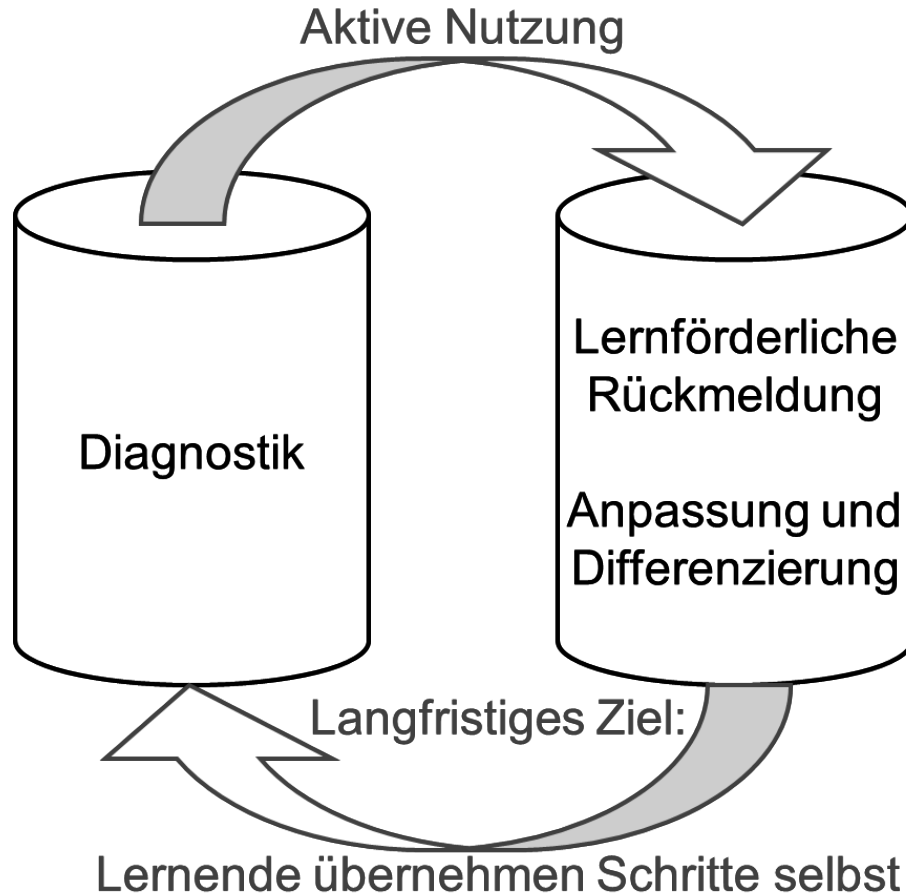 Aktive Nutzung
Diagnostik
Lernförderliche
Rückmeldung
Anpassung und
Differenzierung
Langfristiges Ziel:
Lernende übernehmen Schritte selbst